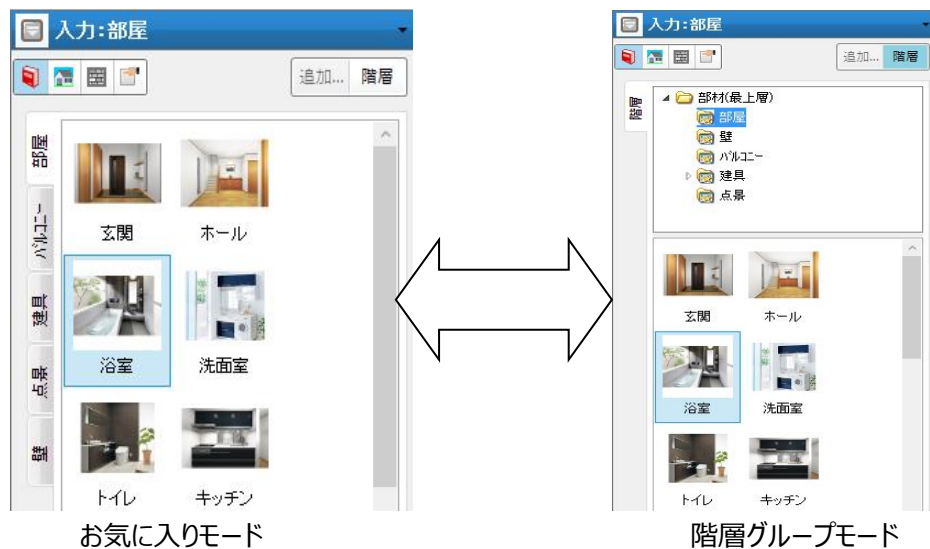 入力:部屋
追加... 階層
部屋
バルコニー
建具
点景
壁
玄関 ホール
浴室 洗面室
トイレ キッチン
お気に入りモード
入力:部屋
追加... 階層
階層
部材(最上層)
部屋
壁
バルコニー
建具
点景
玄関 ホール
浴室 洗面室
トイレ キッチン
階層グループモード